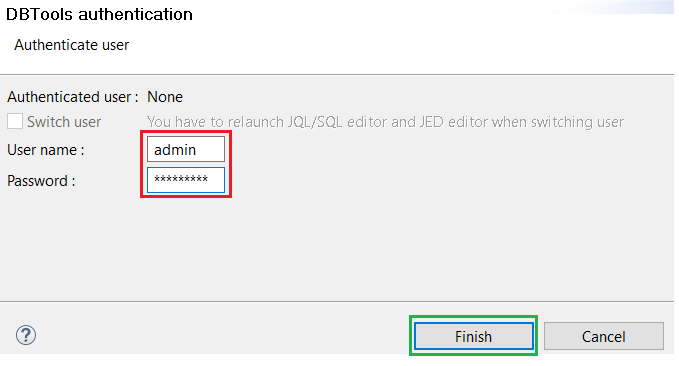 DBTools authentication
Authenticate user
Authenticated user : None
Switch user You have to relaunch JQL/SQL editor and JED editor when switching user
User name : admin
Password : *********
? Finish Cancel